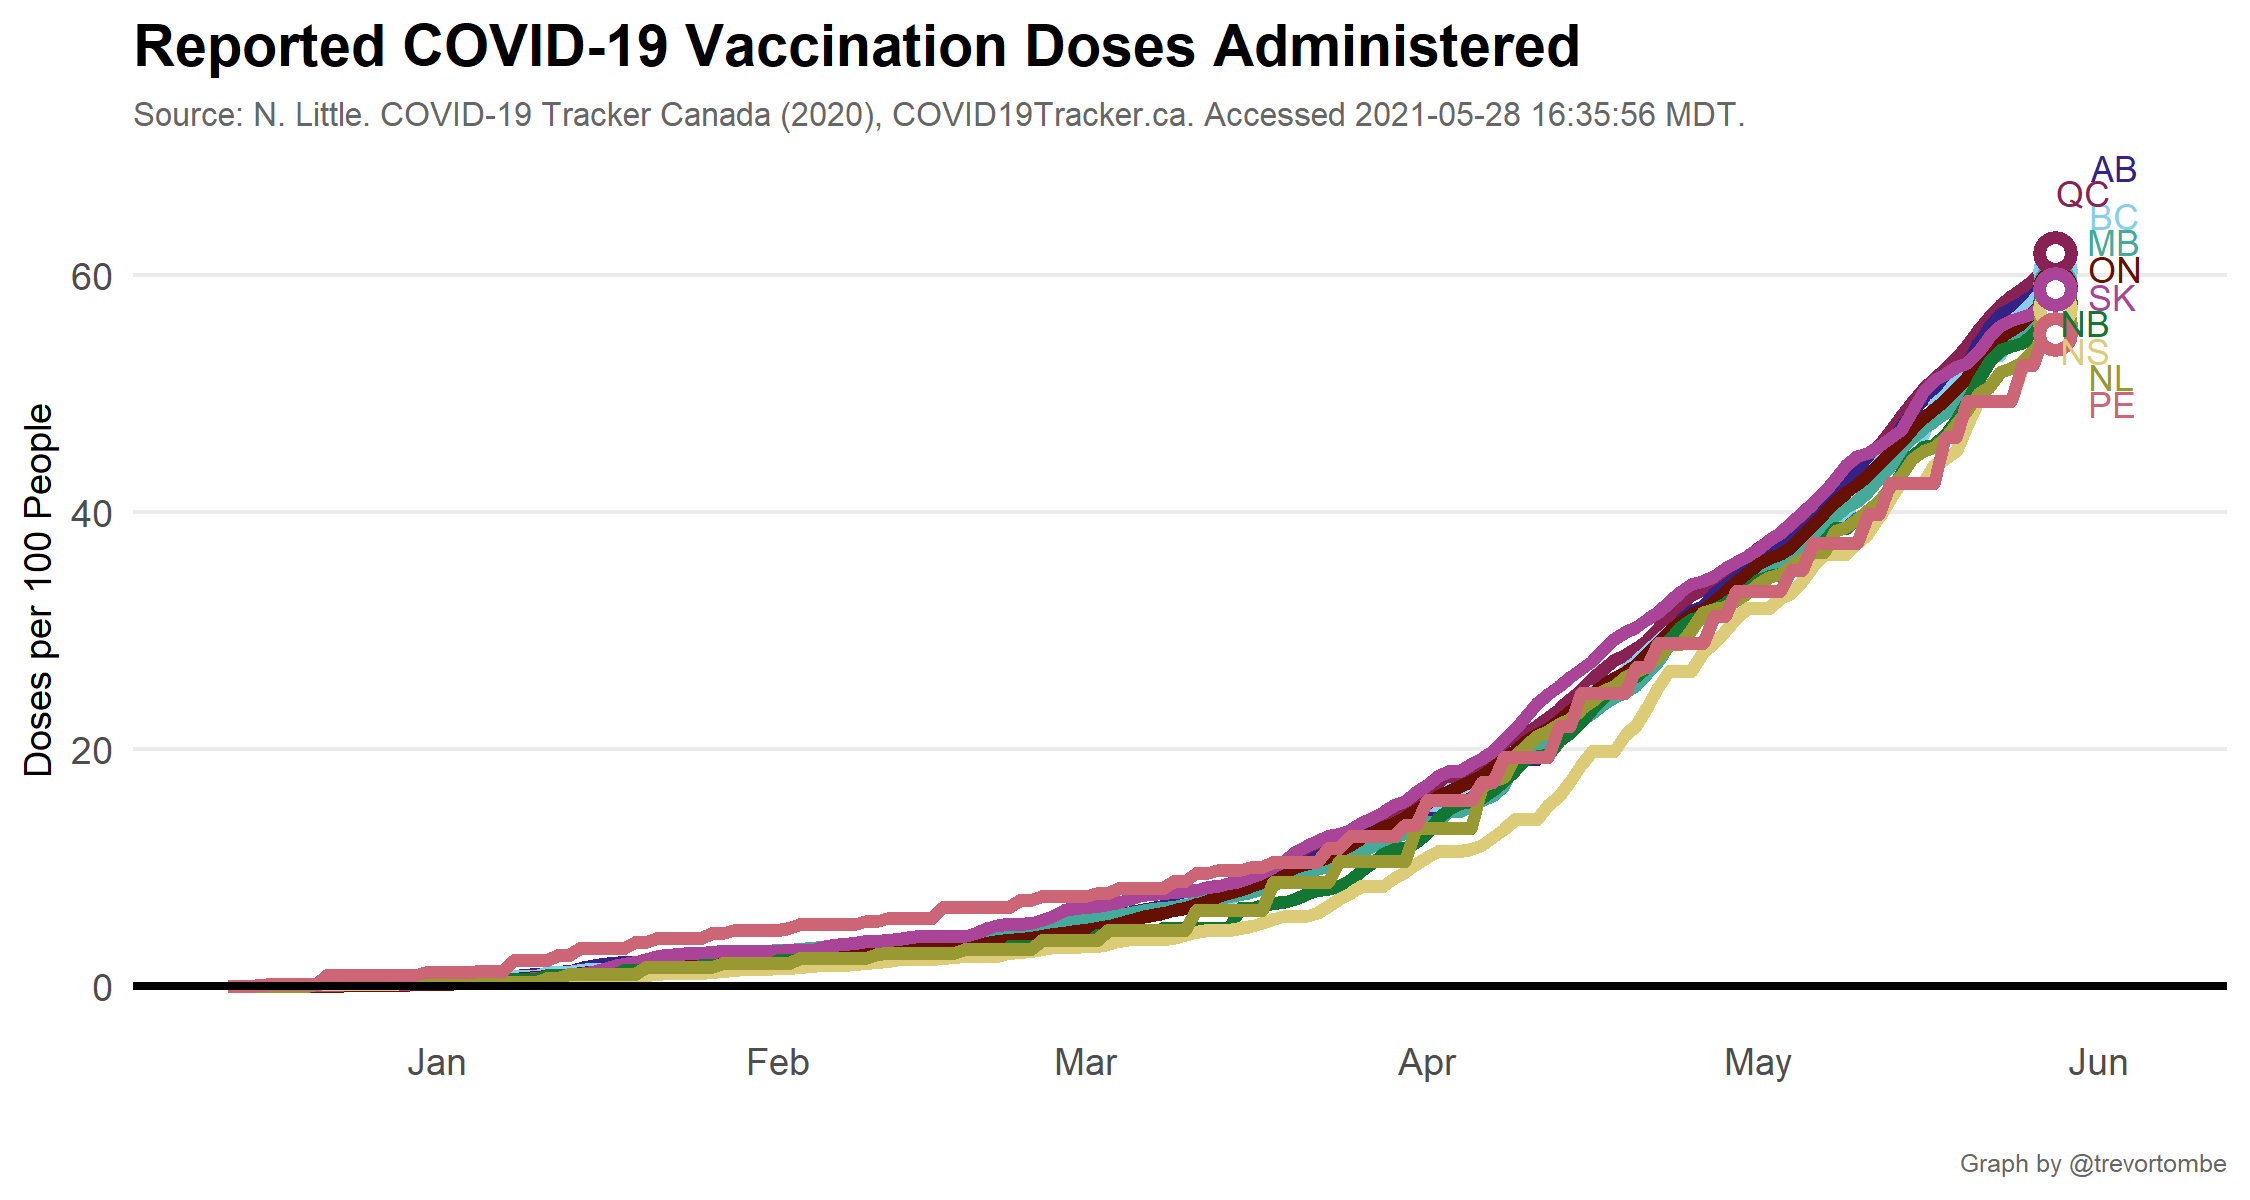 Reported COVID-19 Vaccination Doses Administered
Source: N. Little. COVID-19 Tracker Canada (2020), COVID19Tracker.ca. Accessed 2021-05-28 16:35:56 MDT.
AB
QC
BC
MB
ON
SK
NB
NS
NL
PE
60
40
20
0
Doses per 100 People
Jan Feb Mar Apr May Jun
Graph by @trevortombe